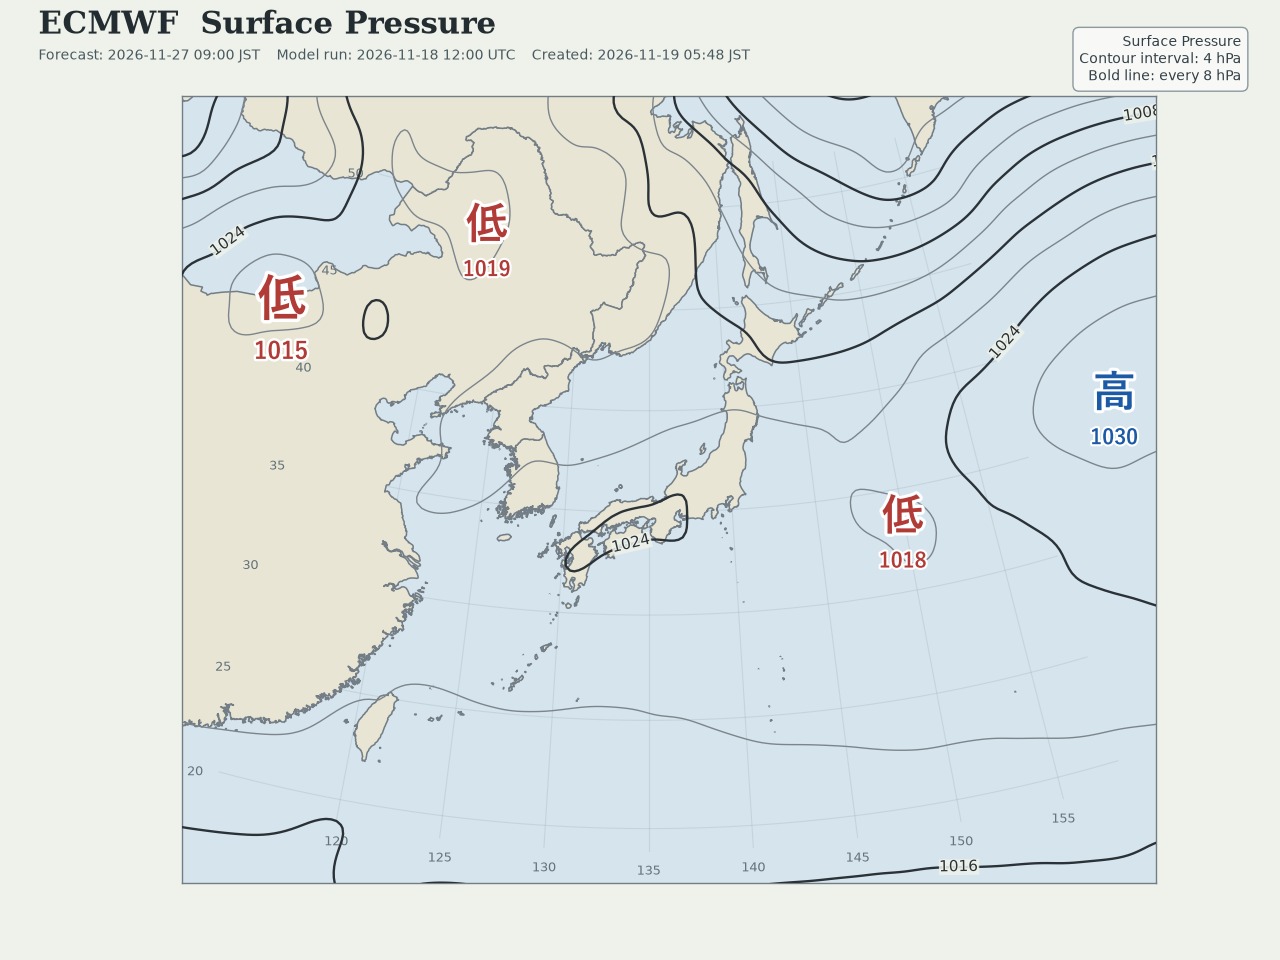 ECMWF  Surface Pressure
Forecast: 2026-11-27 09:00 JST    Model run: 2026-11-18 12:00 UTC    Created: 2026-11-19 05:48 JST
Surface Pressure
Contour interval: 4 hPa
Bold line: every 8 hPa
1008
50
低
1019
1024
45
低
1015
40
1024
高
1030
35
低
1018
1024
30
25
20
120
125
130
135
140
145
150
155
1016